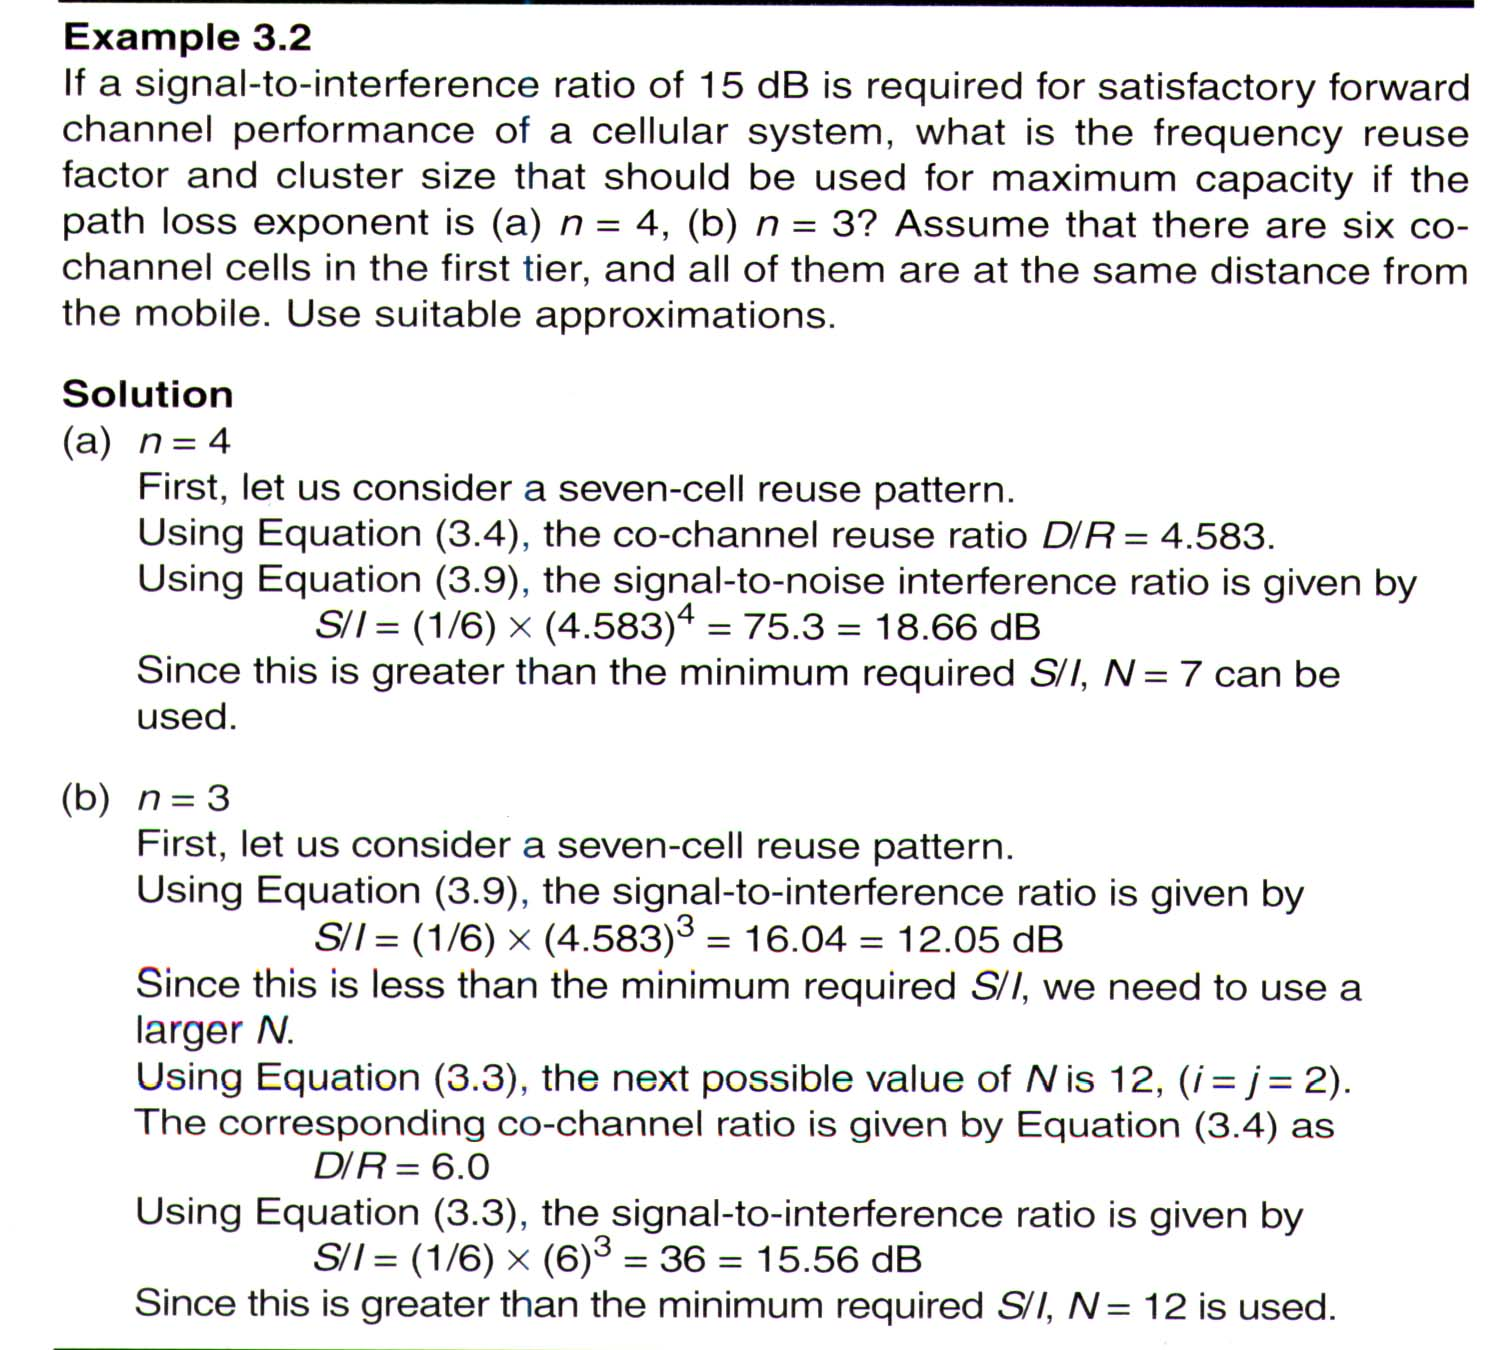 Example 3.2
If a signal-to-interference ratio of 15 dB is required for satisfactory forward
channel performance of a cellular system, what is the frequency reuse
factor and cluster size that should be used for maximum capacity if the
path loss exponent is (a) n = 4, (b) n = 3? Assume that there are six co-
channel cells in the first tier, and all of them are at the same distance from
the mobile. Use suitable approximations.
Solution
(a) n = 4
First, let us consider a seven-cell reuse pattern.
Using Equation (3.4), the co-channel reuse ratio D/R = 4.583.
Using Equation (3.9), the signal-to-noise interference ratio is given by
S/I = (1/6) × (4.583)⁴ = 75.3 = 18.66 dB
Since this is greater than the minimum required S/I, N = 7 can be
used.
(b) n = 3
First, let us consider a seven-cell reuse pattern.
Using Equation (3.9), the signal-to-interference ratio is given by
S/I = (1/6) × (4.583)³ = 16.04 = 12.05 dB
Since this is less than the minimum required S/I, we need to use a
larger N.
Using Equation (3.3), the next possible value of N is 12, (i = j = 2).
The corresponding co-channel ratio is given by Equation (3.4) as
D/R = 6.0
Using Equation (3.3), the signal-to-interference ratio is given by
S/I = (1/6) × (6)³ = 36 = 15.56 dB
Since this is greater than the minimum required S/I, N = 12 is used.